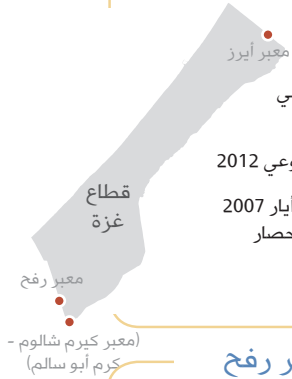 معبر أيرز
ي
وعي 2012
قطاع
أيار 2007
غزة
حصار
معبر رفح
(معبر كيرم شالوم -
كرم أبو سالم)
ر رفح